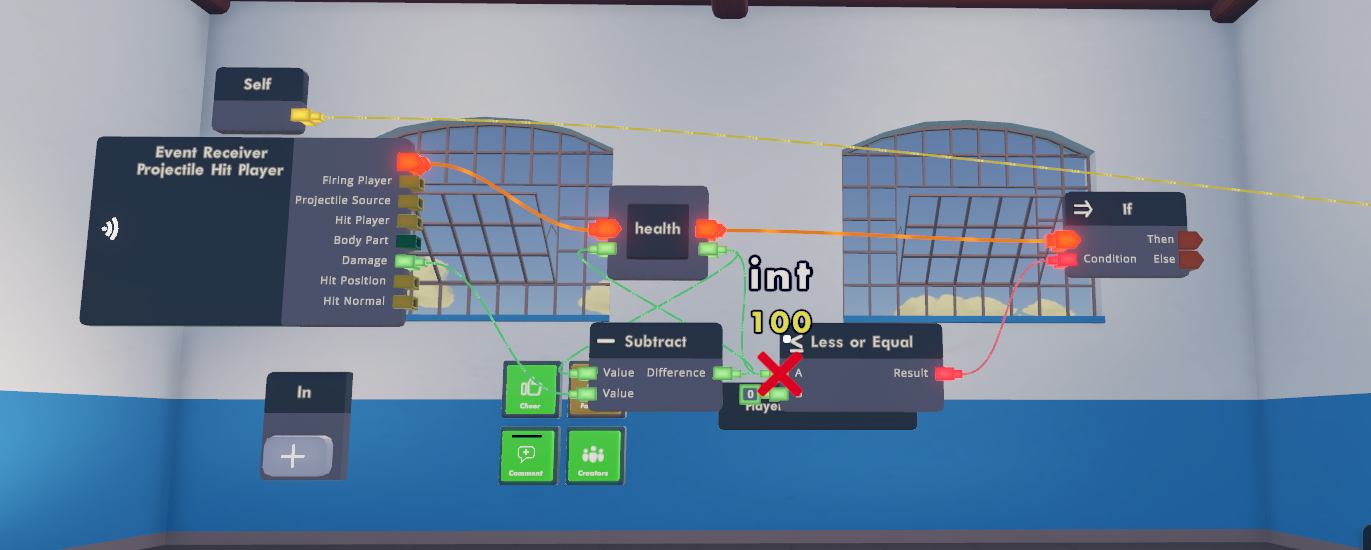 Self
Event Receiver
Projectile Hit Player
Firing Player
Projectile Source
Hit Player
Body Part
Damage
Hit Position
Hit Normal
health
If
Then
Condition
Else
int
100
Subtract
Value
Difference
Value
Less or Equal
A
Result
0
In
Cheer
Comment
Creators